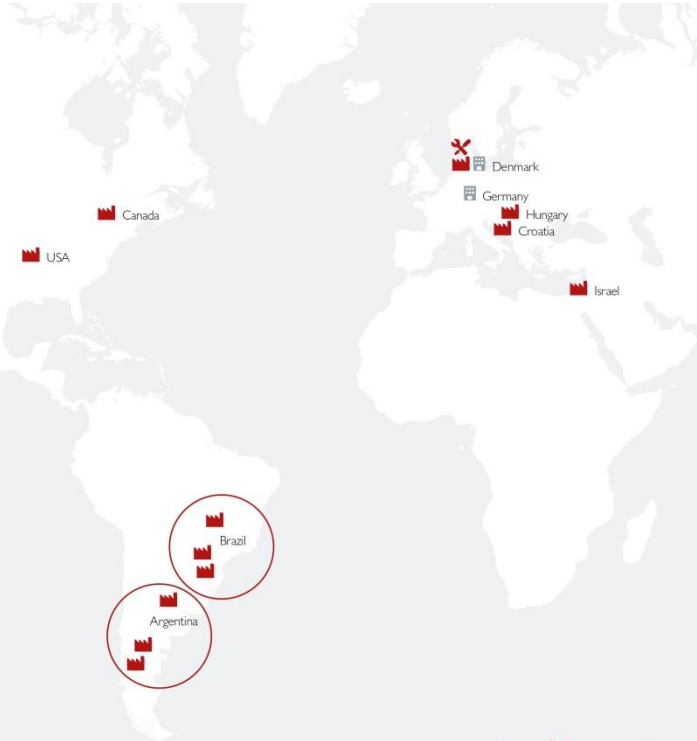 Denmark
Germany
Canada
Hungary
Croatia
USA
Israel
Brazil
Argentina